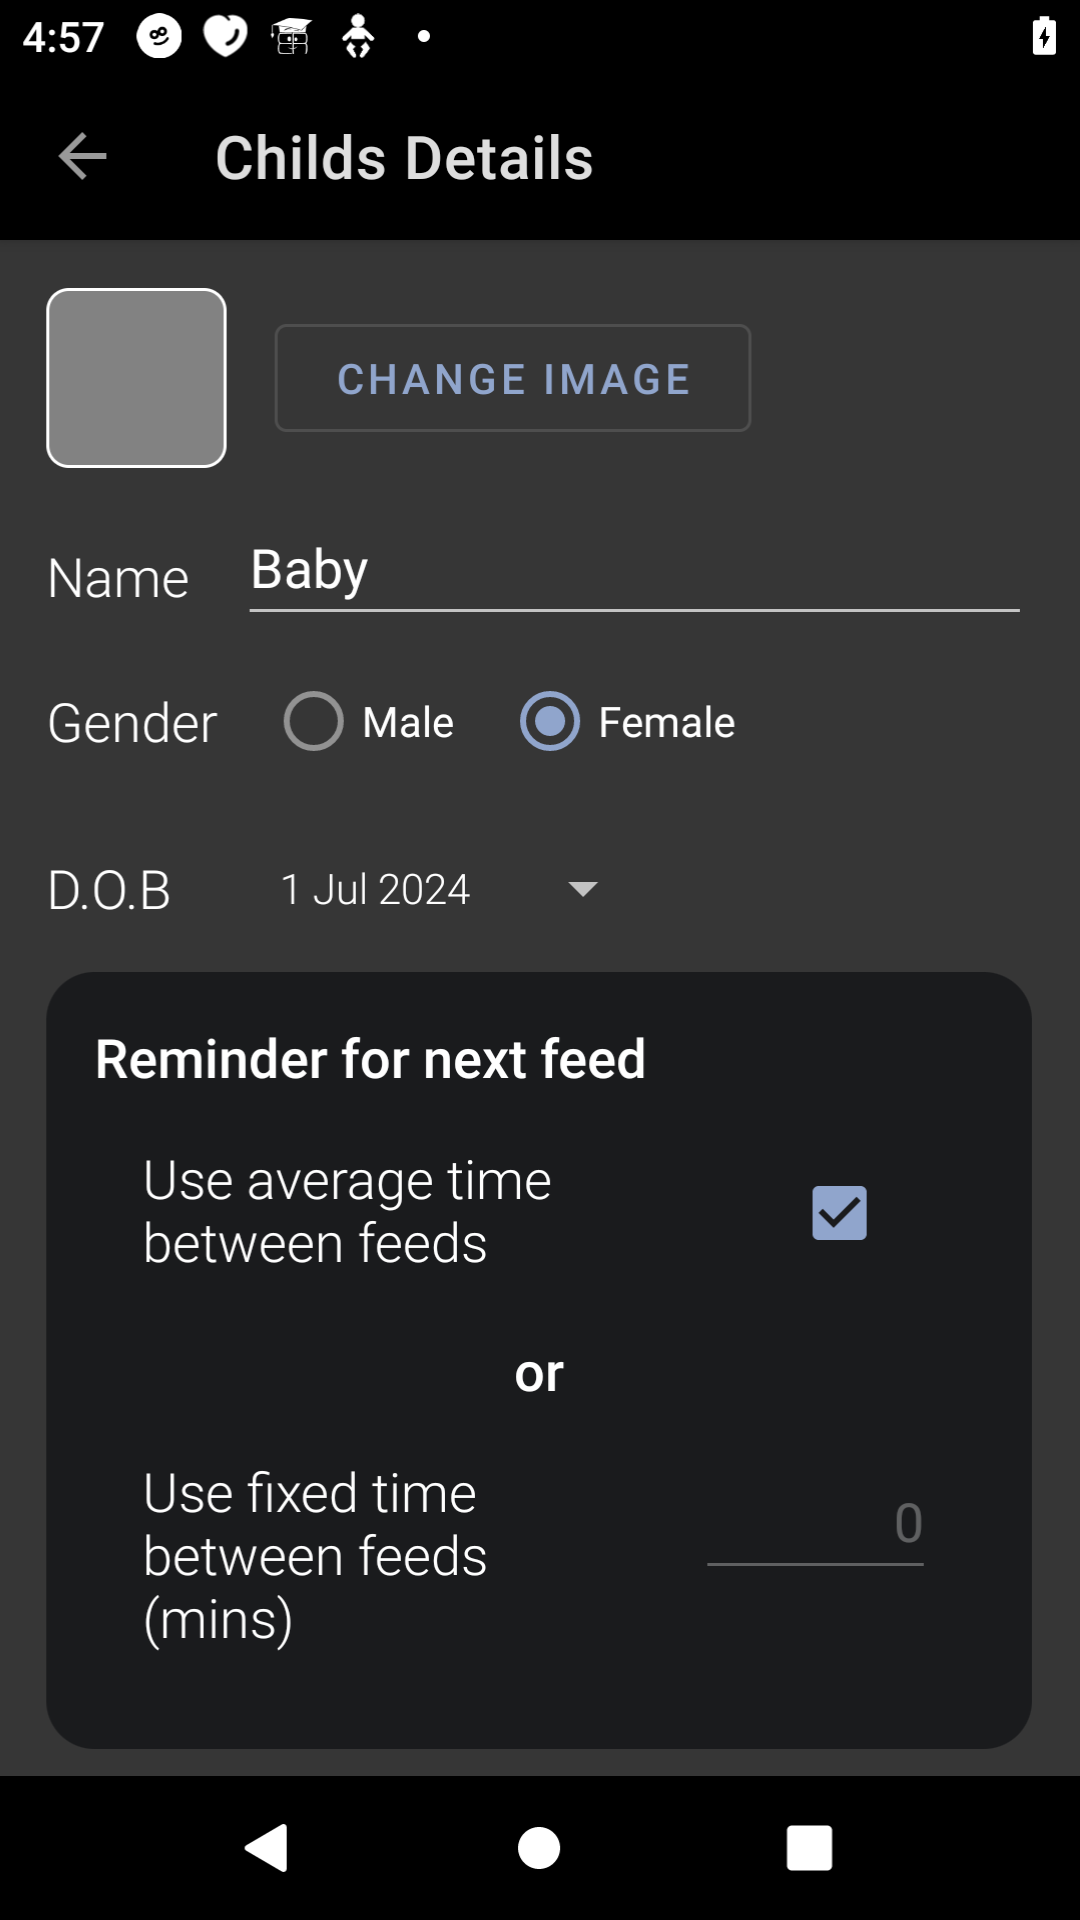 4:57
Childs Details
CHANGE IMAGE
Name
Baby
Gender
Male
Female
D.O.B
1 Jul 2024
Reminder for next feed
Use average time
between feeds
or
Use fixed time
between feeds
(mins)
0